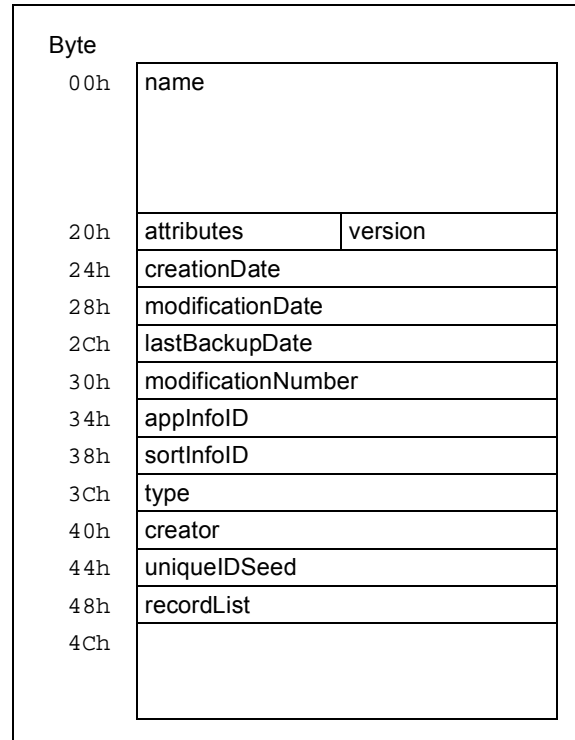 Byte
00h name
20h attributes version
24h creationDate
28h modificationDate
2Ch lastBackupDate
30h modificationNumber
34h appInfoID
38h sortInfoID
3Ch type
40h creator
44h uniqueIDSeed
48h recordList
4Ch